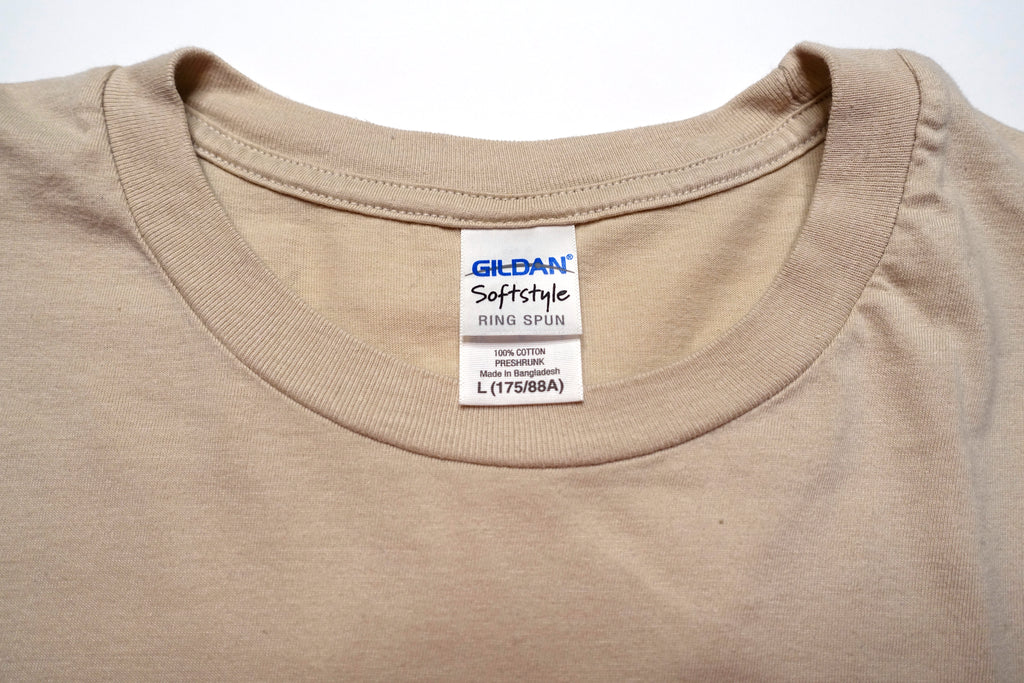 GILDAN®
Softstyle
RING SPUN
100% COTTON
PRESHRUNK
Made in Bangladesh
L (175/88A)